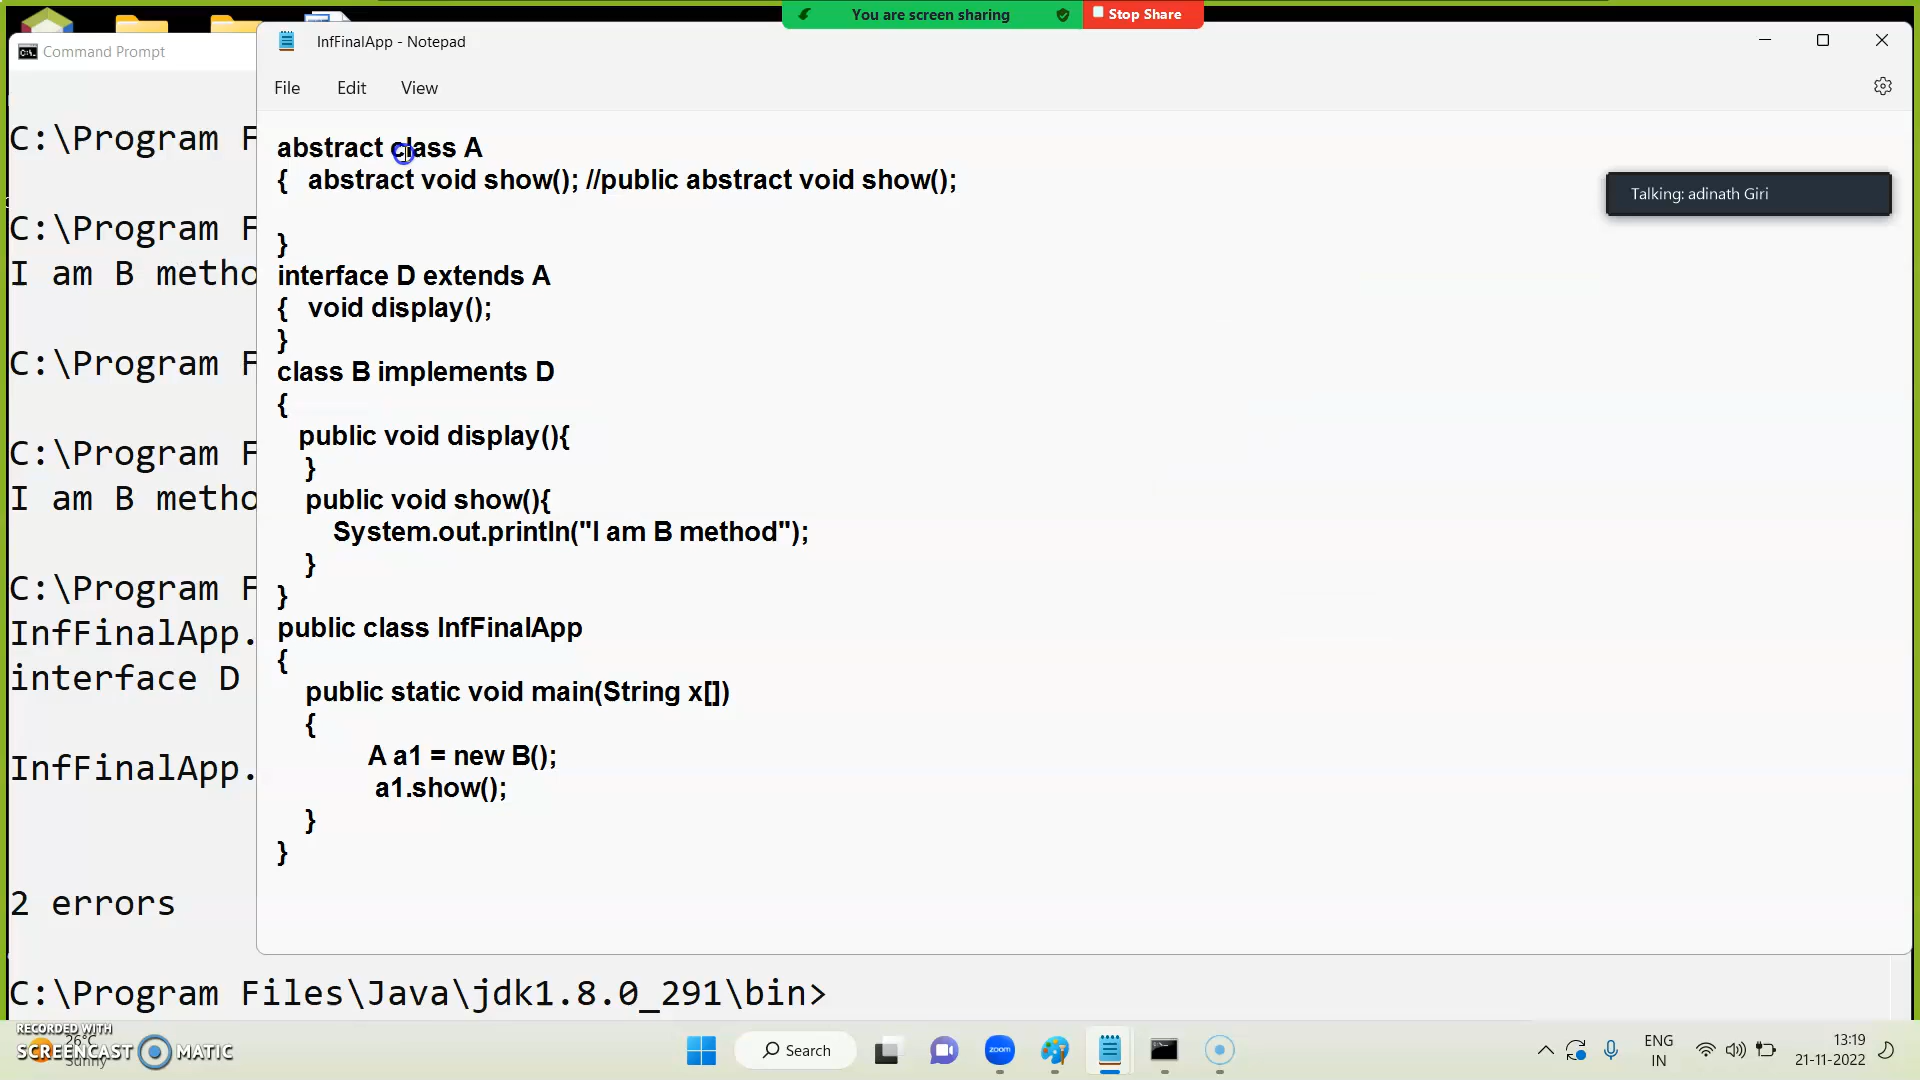 You are screen sharing
Stop Share
Command Prompt
InfFinalApp - Notepad
File Edit View
C:\Program F
C:\Program F
I am B metho
C:\Program F
C:\Program F
I am B metho
C:\Program F
InfFinalApp.
interface D
InfFinalApp.
2 errors
C:\Program Files\Java\jdk1.8.0_291\bin>
abstract class A
{ abstract void show(); //public abstract void show();
}
interface D extends A
{ void display();
}
class B implements D
{
public void display(){
}
public void show(){
System.out.println("I am B method");
}
}
public class InfFinalApp
{
public static void main(String x[])
{
A a1 = new B();
a1.show();
}
}
Talking: adinath Giri
RECORDED WITH
SCREENCAST MATIC
26°C
Sunny
Search
zoom
ENG
IN
13:19
21-11-2022